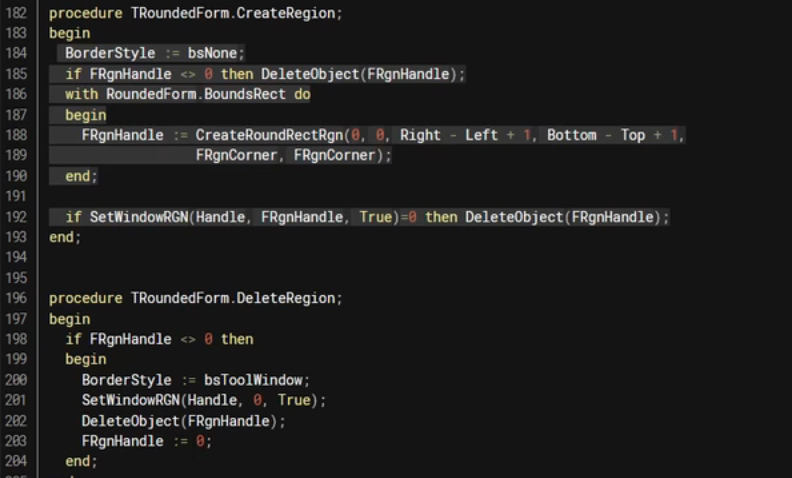 182 procedure TRoundedForm.CreateRegion;
183 begin
184 BorderStyle := bsNone;
185 if FRgnHandle <> 0 then DeleteObject(FRgnHandle);
186 with RoundedForm.BoundsRect do
187 begin
188 FRgnHandle := CreateRoundRectRgn(0, 0, Right - Left + 1, Bottom - Top + 1,
189 FRgnCorner, FRgnCorner);
190 end;
191
192 if SetWindowRGN(Handle, FRgnHandle, True)=0 then DeleteObject(FRgnHandle);
193 end;
194
195
196 procedure TRoundedForm.DeleteRegion;
197 begin
198 if FRgnHandle <> 0 then
199 begin
200 BorderStyle := bsToolWindow;
201 SetWindowRGN(Handle, 0, True);
202 DeleteObject(FRgnHandle);
203 FRgnHandle := 0;
204 end;